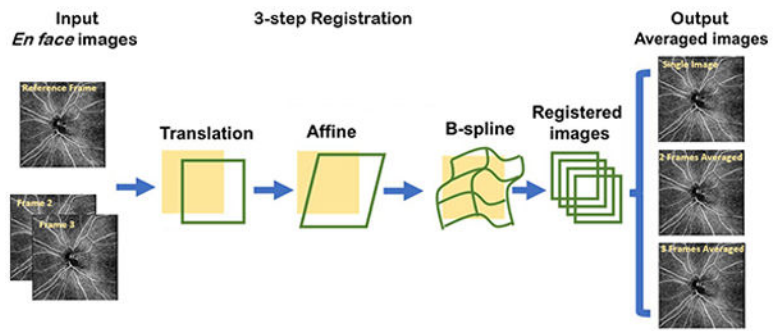 Input
En face images
3-step Registration
Output
Averaged images
Reference Frame
Frame 2
Frame 3
Translation
Affine
B-spline
Registered
images
Single Image
2 Frames Averaged
3 Frames Averaged